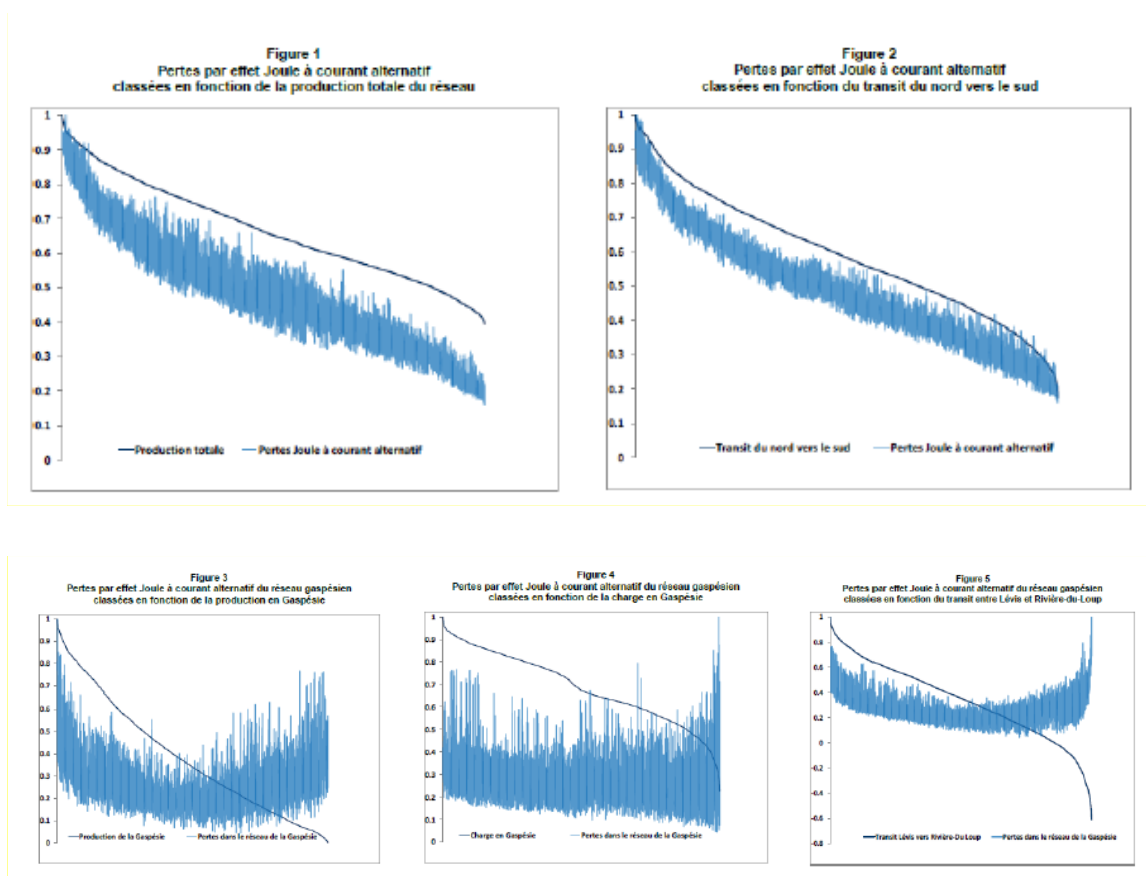 Figure 1
Pertes par effet Joule à courant alternatif
classées en fonction de la production totale du réseau
1
0.9
0.8
0.7
0.6
0.5
0.4
0.3
0.2
0.1
0
Production totale
Pertes Joule à courant alternatif
Figure 2
Pertes par effet Joule à courant alternatif
classées en fonction du transit du nord vers le sud
1
0.9
0.8
0.7
0.6
0.5
0.4
0.3
0.2
0.1
0
Transit du nord vers le sud
Pertes Joule à courant alternatif
Figure 3
Pertes par effet Joule à courant alternatif du réseau gaspésien
classées en fonction de la production en Gaspésie
1
0.9
0.8
0.7
0.6
0.5
0.4
0.3
0.2
0.1
0
Production de la Gaspésie
Pertes dans le réseau de la Gaspésie
Figure 4
Pertes par effet Joule à courant alternatif du réseau gaspésien
classées en fonction de la charge en Gaspésie
1
0.9
0.8
0.7
0.6
0.5
0.4
0.3
0.2
0.1
0
Charge en Gaspésie
Pertes dans le réseau de la Gaspésie
Figure 5
Pertes par effet Joule à courant alternatif du réseau gaspésien
classées en fonction du transit entre Lévis et Rivière-du-Loup
1
0.8
0.6
0.4
0.2
0
-0.2
-0.4
-0.6
-0.8
Transit Lévis vers Rivière-Du-Loup
Pertes dans le réseau de la Gaspésie